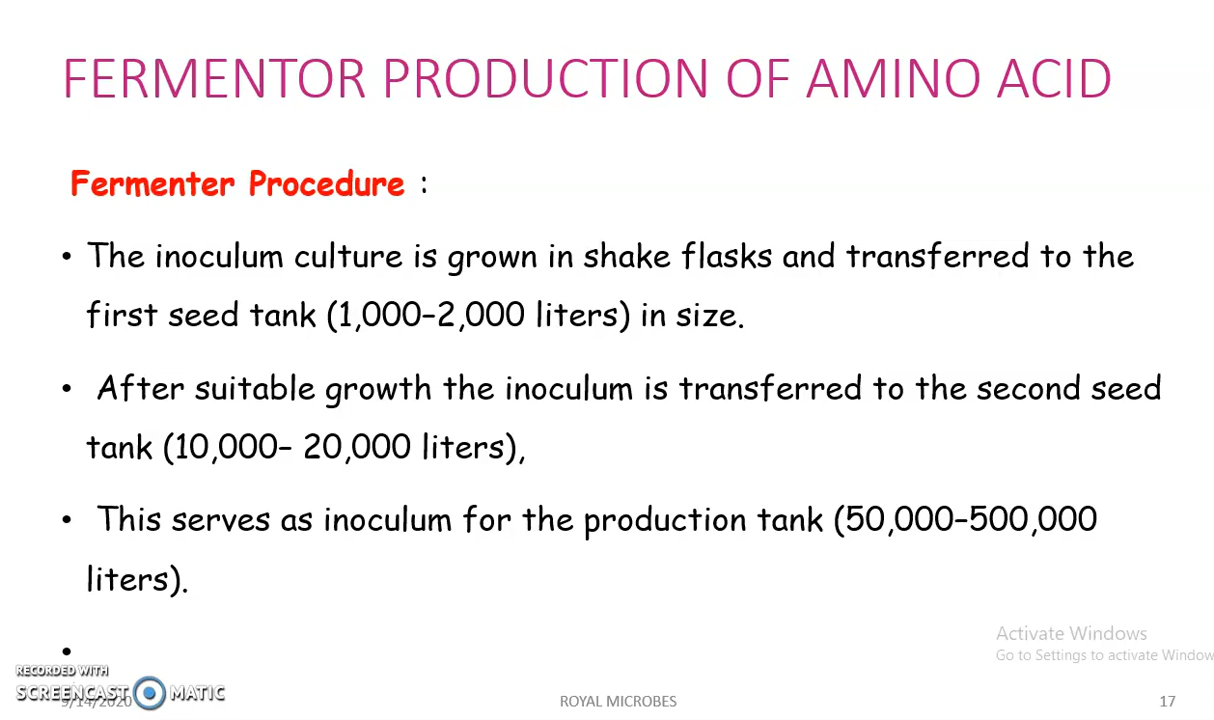 FERMENTOR PRODUCTION OF AMINO ACID
Fermenter Procedure :
• The inoculum culture is grown in shake flasks and transferred to the
first seed tank (1,000–2,000 liters) in size.
• After suitable growth the inoculum is transferred to the second seed
tank (10,000– 20,000 liters),
• This serves as inoculum for the production tank (50,000–500,000
liters).
•
Activate Windows
Go to Settings to activate Window
RECORDED WITH
SCREENCAST MATIC
9/14/2020
ROYAL MICROBES
17